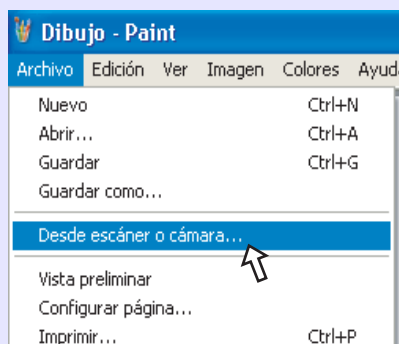 Dibujo - Paint
Archivo Edición Ver Imagen Colores Ayud
Nuevo Ctrl+N
Abrir... Ctrl+A
Guardar Ctrl+G
Guardar como...
Desde escáner o cámara...
Vista preliminar
Configurar página...
Imprimir... Ctrl+P